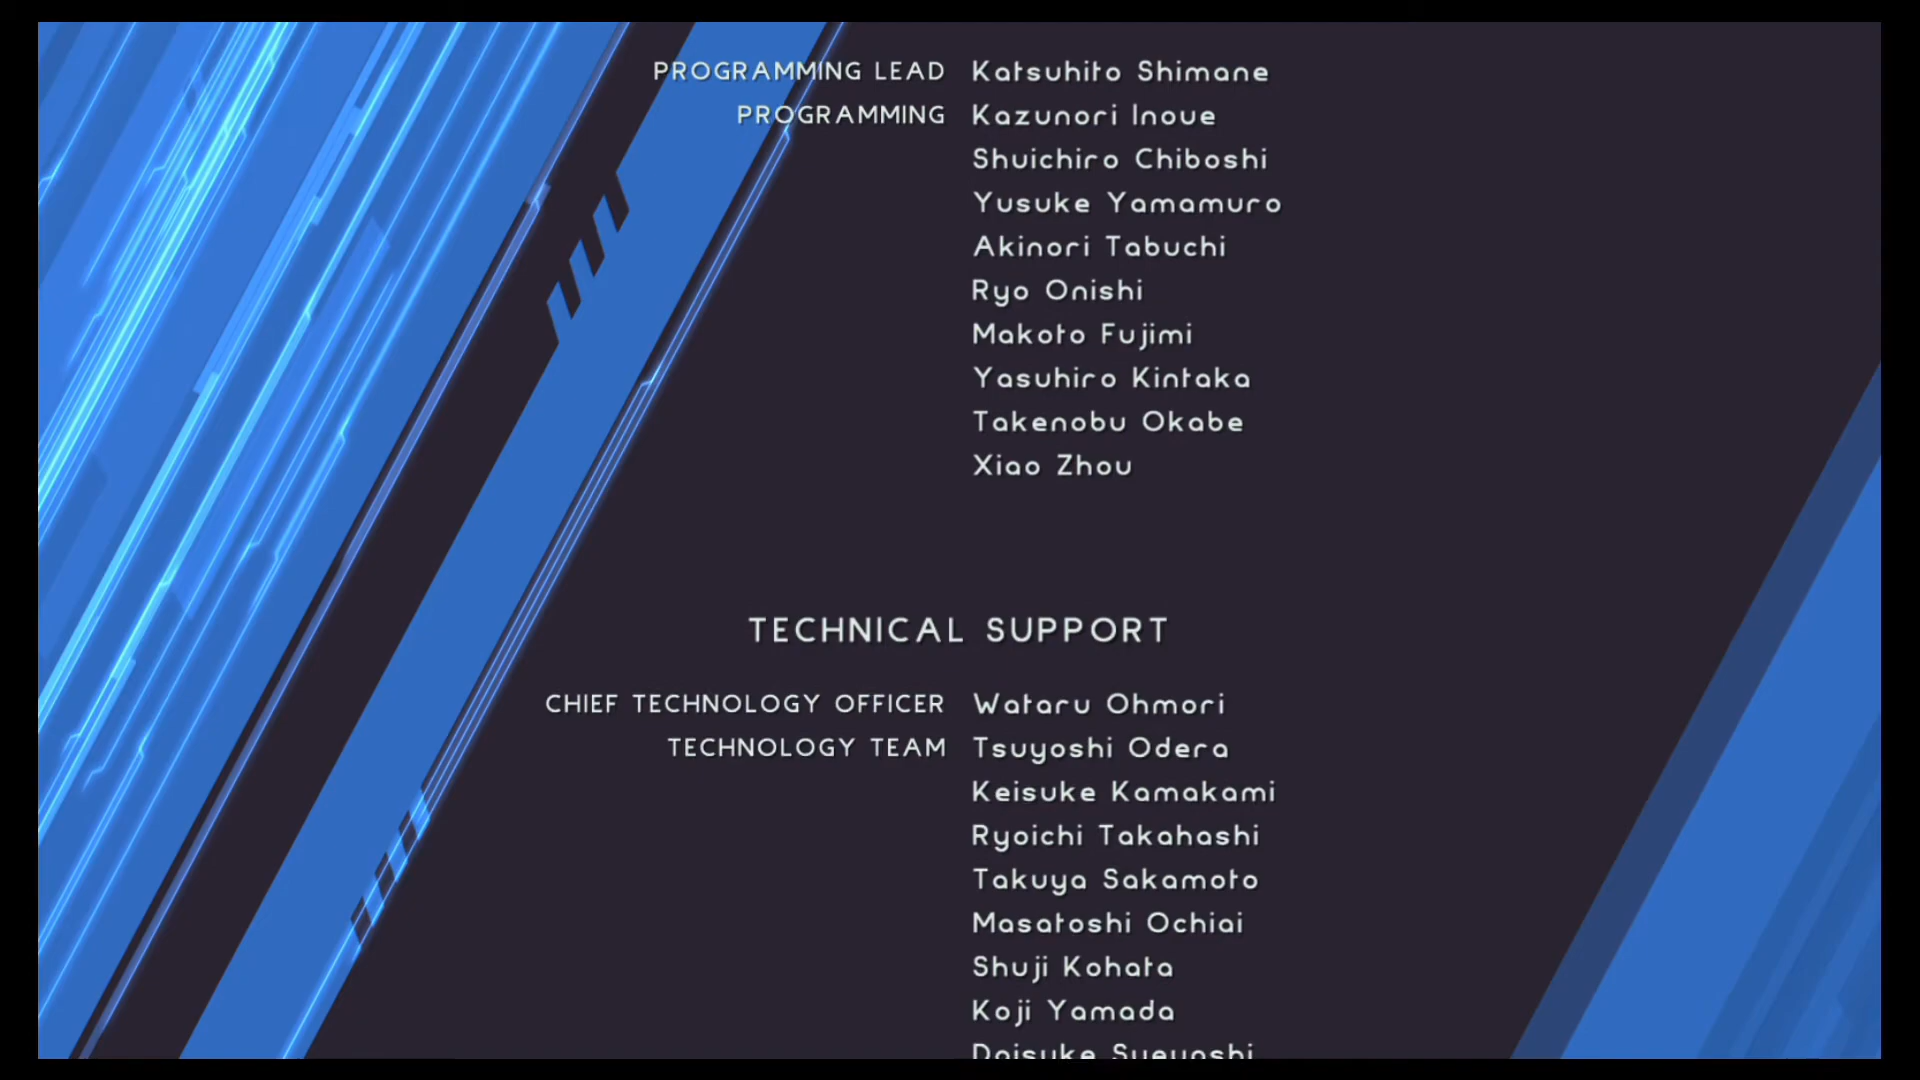 PROGRAMMING LEAD Katsuhito Shimane
PROGRAMMING Kazunori Inoue
Shuichiro Chiboshi
Yusuke Yamamuro
Akinori Tabuchi
Ryo Onishi
Makoto Fujimi
Yasuhiro Kintaka
Takenobu Okabe
Xiao Zhou
TECHNICAL SUPPORT
CHIEF TECHNOLOGY OFFICER Wataru Ohmori
TECHNOLOGY TEAM Tsuyoshi Odera
Keisuke Kamakami
Ryoichi Takahashi
Takuya Sakamoto
Masatoshi Ochiai
Shuji Kohata
Koji Yamada
Daisuke Sueyoshi